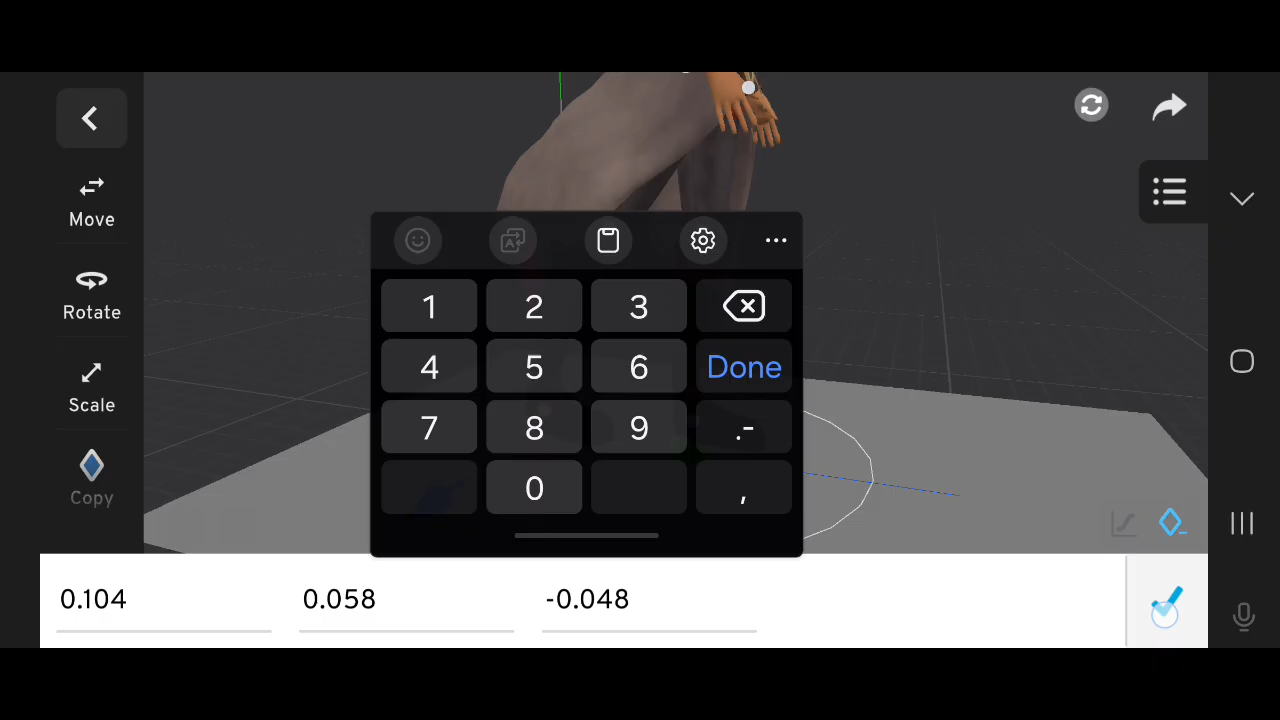 Move
Rotate
Scale
Copy
1 2 3
4 5 6 Done
7 8 9 .-
0 ,
0.104 0.058 -0.048